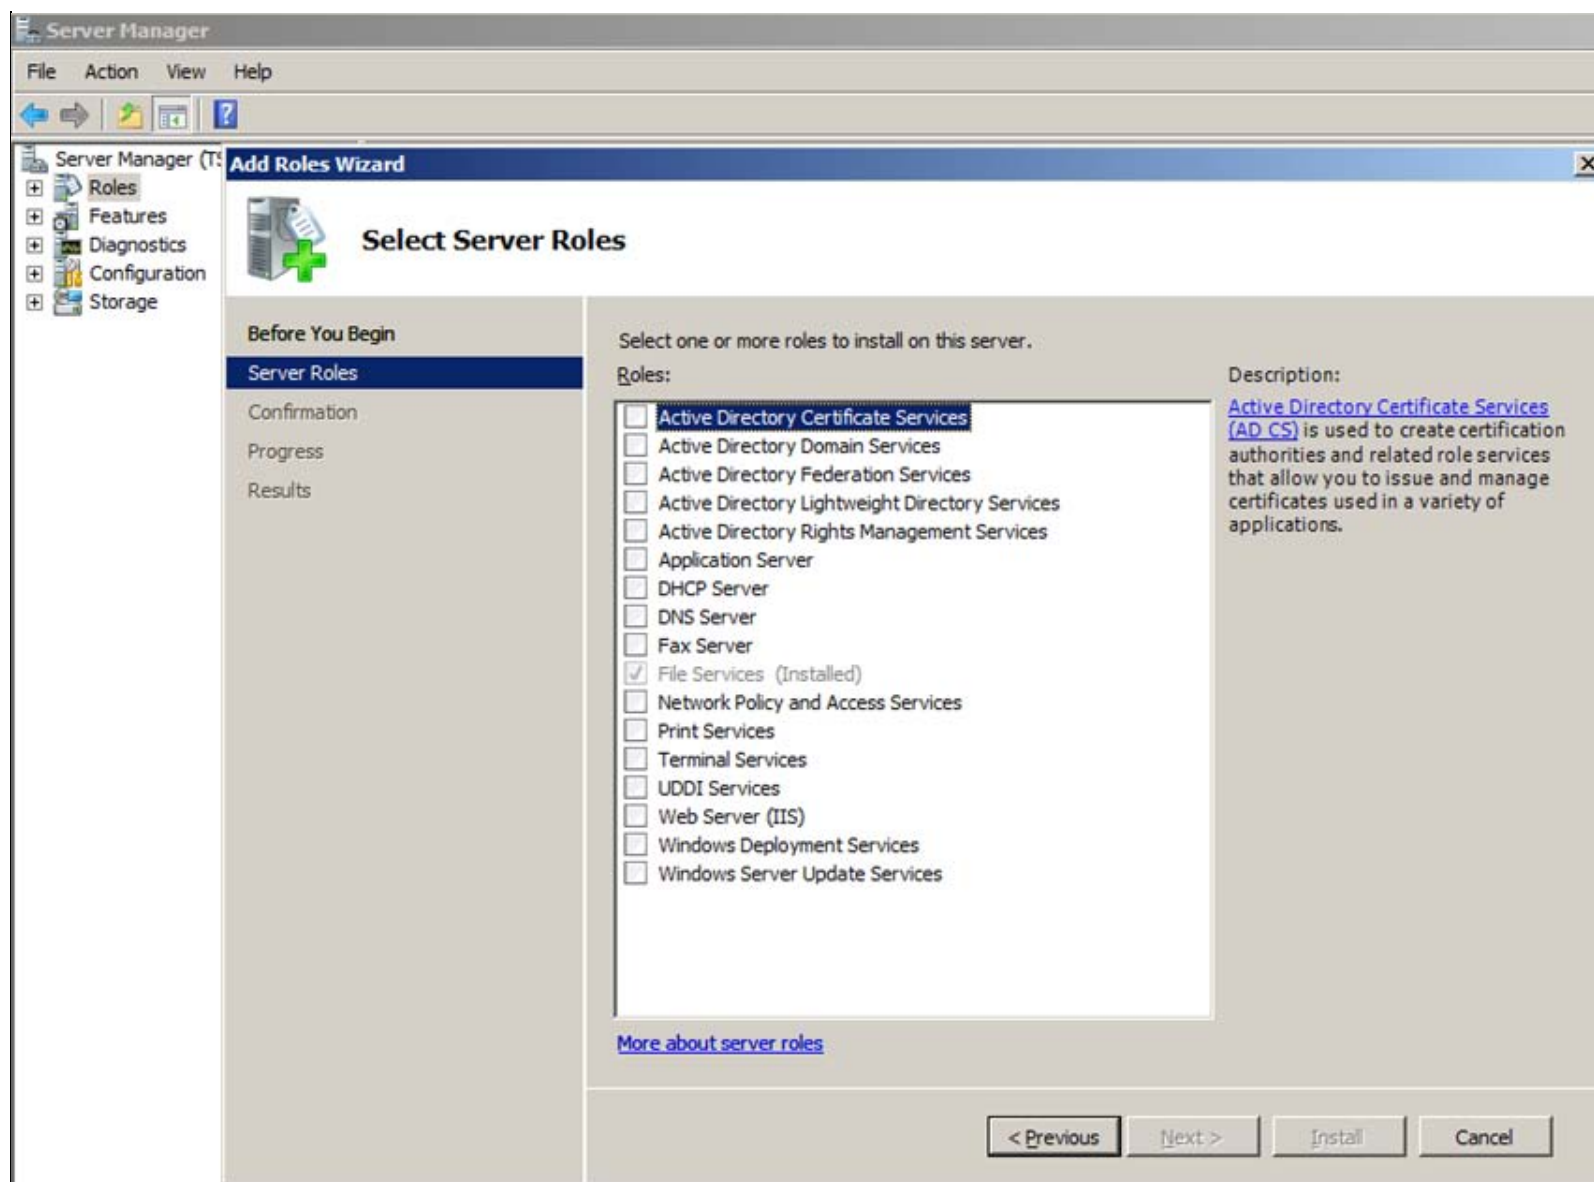 Server Manager
File Action View Help
Server Manager (TS
Roles
Features
Diagnostics
Configuration
Storage
Add Roles Wizard
Select Server Roles
Before You Begin
Server Roles
Confirmation
Progress
Results
Select one or more roles to install on this server.
Roles:
Active Directory Certificate Services
Active Directory Domain Services
Active Directory Federation Services
Active Directory Lightweight Directory Services
Active Directory Rights Management Services
Application Server
DHCP Server
DNS Server
Fax Server
File Services (Installed)
Network Policy and Access Services
Print Services
Terminal Services
UDDI Services
Web Server (IIS)
Windows Deployment Services
Windows Server Update Services
More about server roles
Description:
Active Directory Certificate Services
(AD CS) is used to create certification
authorities and related role services
that allow you to issue and manage
certificates used in a variety of
applications.
< Previous Next > Install Cancel